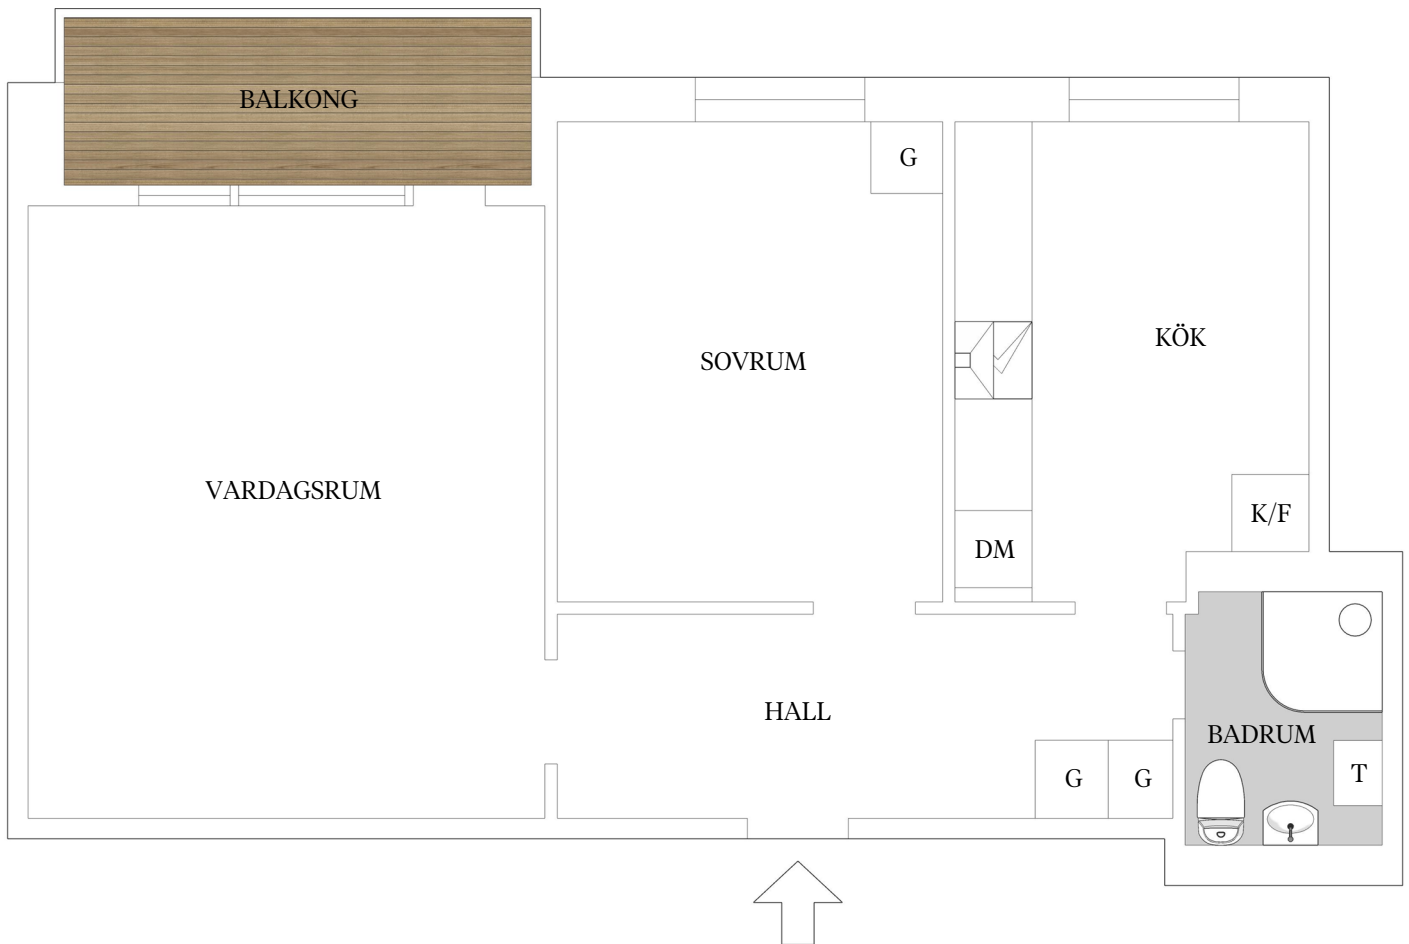 BALKONG
G
KÖK
SOVRUM
VARDAGSRUM
K/F
DM
HALL
BADRUM
G G
T